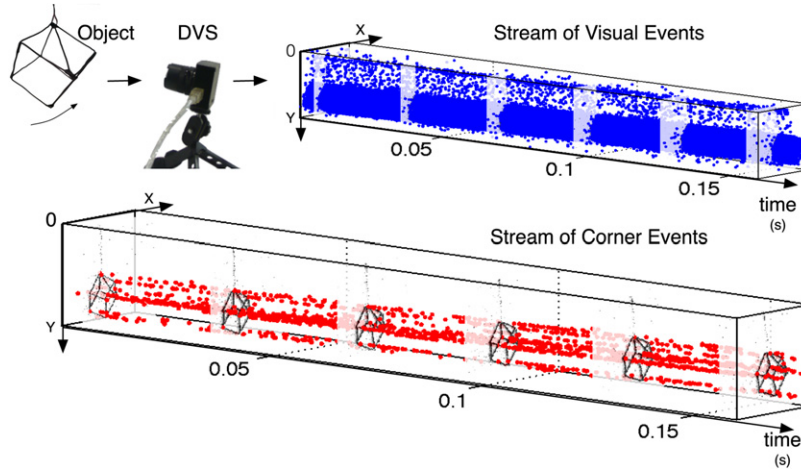 Object
DVS
Stream of Visual Events
X
0
Y
0.05
0.1
0.15
time
(s)
Stream of Corner Events
X
0
Y
0.05
0.1
0.15
time
(s)